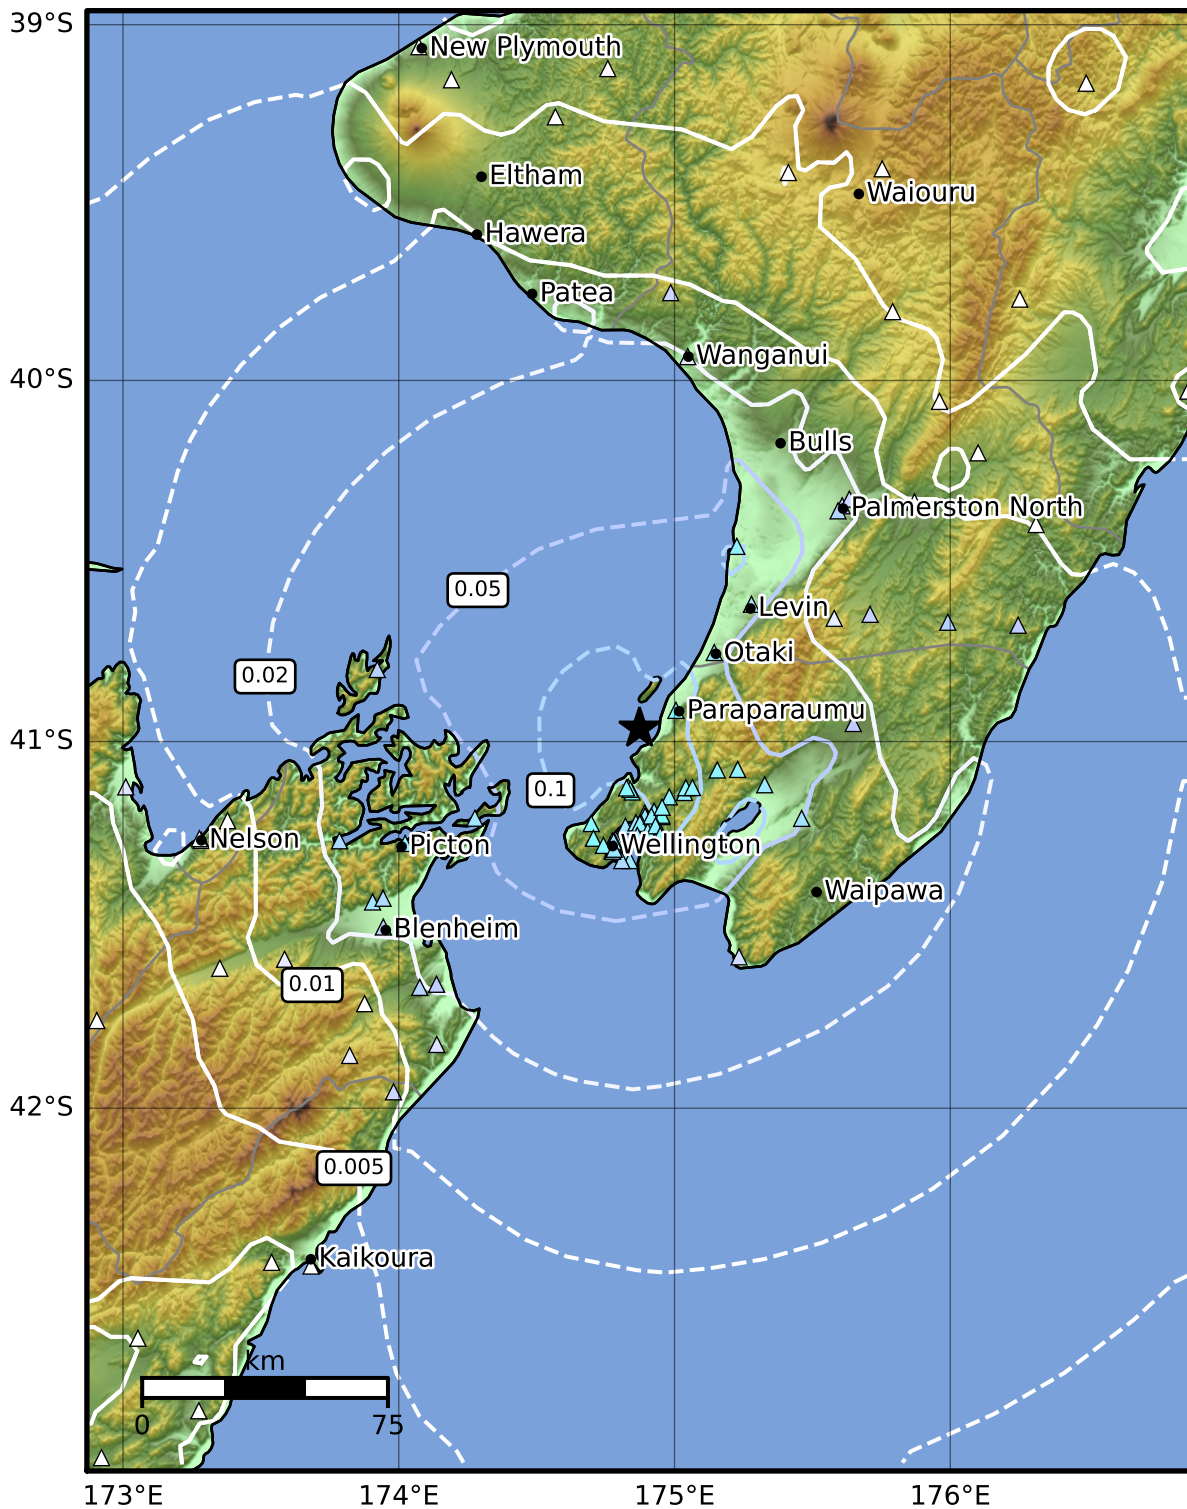 39°S
New Plymouth
Eltham
Waiouru
Hawera
Patea
Wanganui
40°S
Bulls
Palmerston North
0.05
Levin
Otaki
0.02
Paraparaumu
41°S
0.1
Nelson
Picton
Wellington
Waipawa
Blenheim
0.01
42°S
0.005
Kaikoura
km
0
75
173°E
174°E
175°E
176°E